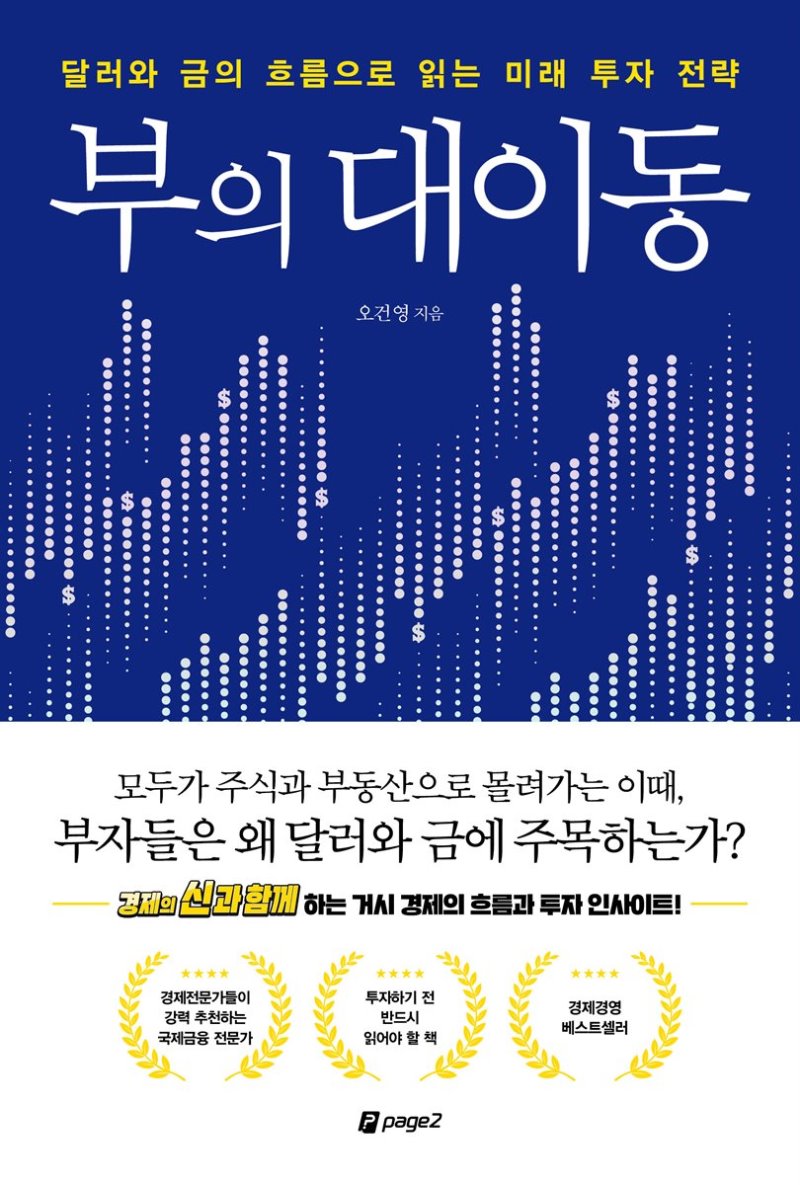 달러와 금의 흐름으로 읽는 미래 투자 전략
부의 대이동
오건영 지음
$
$
$
$
$
$
$
$
모두가 주식과 부동산으로 몰려가는 이때,
부자들은 왜 달러와 금에 주목하는가?
경제의 신과 함께 하는 거시 경제의 흐름과 투자 인사이트!
경제전문가들이
강력 추천하는
국제금융 전문가
투자하기 전
반드시
읽어야 할 책
경제경영
베스트셀러
page2